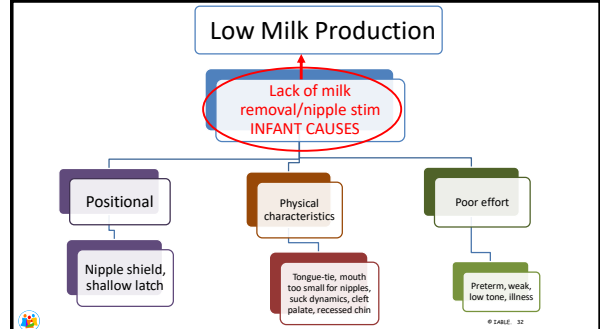 Low Milk Production
Lack of milk
removal/nipple stim
INFANT CAUSES
Positional
Physical
characteristics
Poor effort
Nipple shield,
shallow latch
Tongue-tie, mouth
too small for nipples,
suck dynamics, cleft
palate, recessed chin
Preterm, weak,
low tone, illness
© IABLE. 32